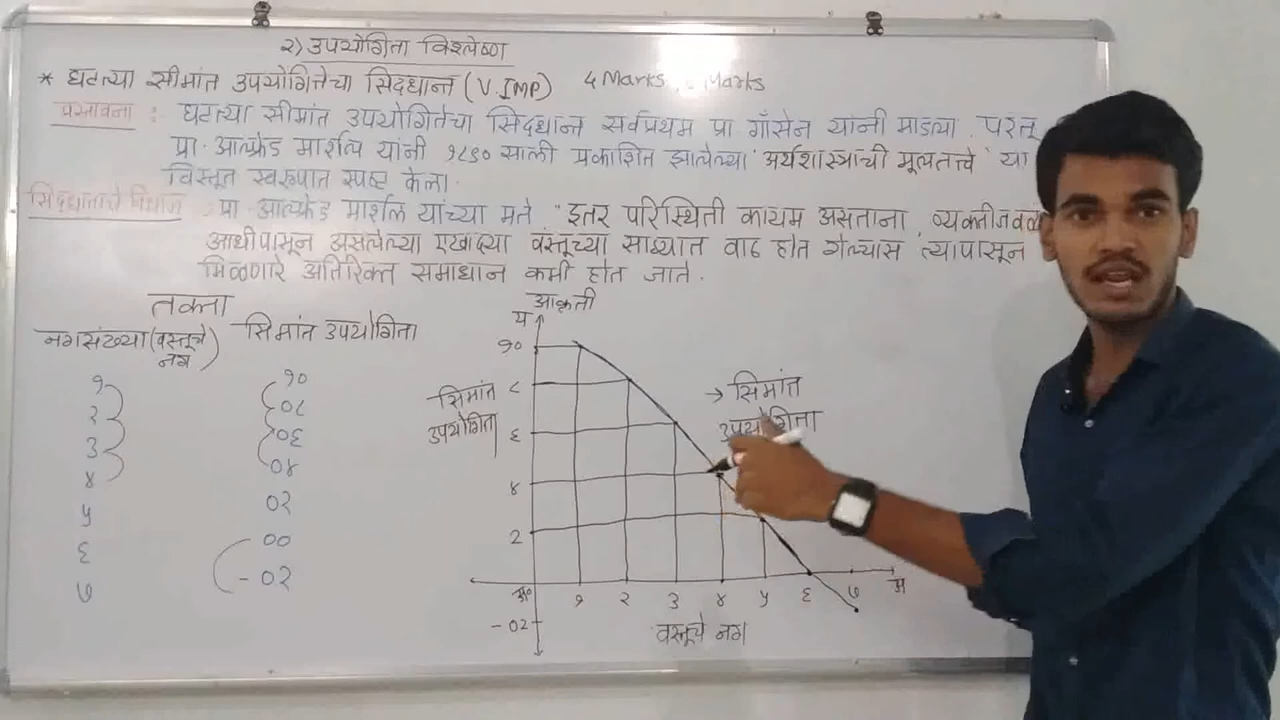 २) उपयोगिता विश्लेष्ण
* घटत्या सीमांत उपयोगितेचा सिद्धान्त (V.IMP) 4 Marks, Marks
प्रस्तावना :- घटत्या सीमांत उपयोगितेचा सिद्धान्त सर्वप्रथम प्रा गॉसेन यांनी मांडला. परंतू
प्रा. आल्फ्रेड मार्शल यांनी १८९० साली प्रकाशित झालेल्या 'अर्थशास्त्राची मूलतत्त्वे' या
विस्तृत स्वरूपात स्पष्ट केला.
सिद्धांताचे विधान : प्रा. आल्फ्रेड मार्शल यांच्या मते "इतर परिस्थिती कायम असताना, व्यक्तीजवळ
आधीपासून असलेल्या एखाद्या वस्तूच्या साठ्यात वाढ होत गेल्यास त्यापासून
मिळणारे अतिरिक्त समाधान कमी होत जाते.
तक्ता
नगसंख्या (वस्तूचे नग) सिमांत उपयोगिता
१ १०
२ ०८
३ ०६
४ ०४
५ ०२
६ ००
७ - ०२
आकृती
य
१०
८
६
४
२
सिमांत
उपयोगिता
→ सिमांत
उपयोगिता
१ २ ३ ४ ५ ६ ७ अ
- ०२
वस्तूचे नग